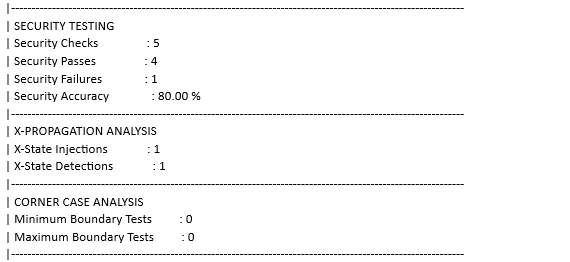 |------------------------------------------------------------------------------------------------------------------
| SECURITY TESTING
| Security Checks : 5
| Security Passes : 4
| Security Failures : 1
| Security Accuracy : 80.00 %
|------------------------------------------------------------------------------------------------------------------
| X-PROPAGATION ANALYSIS
| X-State Injections : 1
| X-State Detections : 1
|------------------------------------------------------------------------------------------------------------------
| CORNER CASE ANALYSIS
| Minimum Boundary Tests : 0
| Maximum Boundary Tests : 0
|------------------------------------------------------------------------------------------------------------------